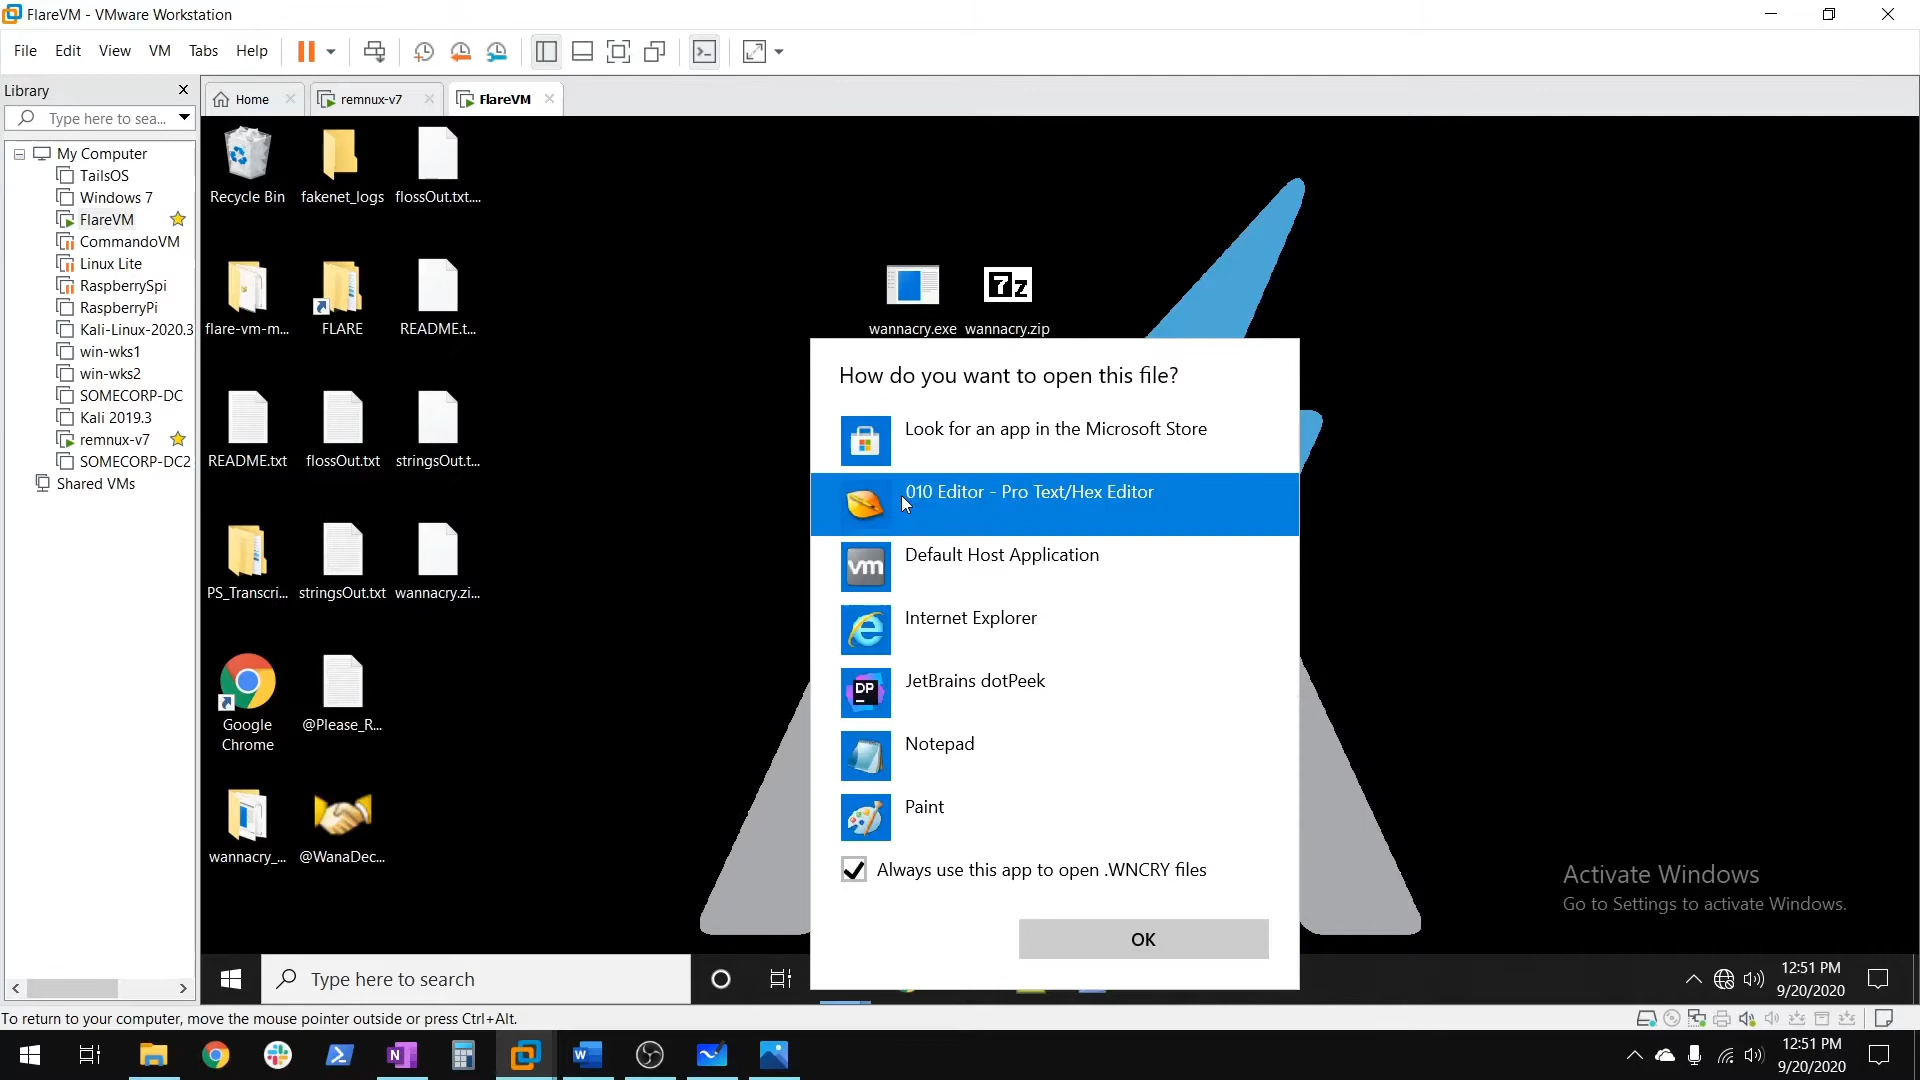 FlareVM - VMware Workstation
File Edit View VM Tabs Help
Library
Type here to sea...
Home
remnux-v7
FlareVM
My Computer
TailsOS
Windows 7
FlareVM
CommandoVM
Linux Lite
RaspberrySpi
RaspberryPi
Kali-Linux-2020.3
win-wks1
win-wks2
SOMECORP-DC
Kali 2019.3
remnux-v7
SOMECORP-DC2
Shared VMs
Recycle Bin
fakenet_logs
flossOut.txt....
flare-vm-m...
FLARE
README.t...
7z
wannacry.exe
wannacry.zip
README.txt
flossOut.txt
stringsOut.t...
PS_Transcri...
stringsOut.txt
wannacry.zi...
Google
Chrome
@Please_R...
wannacry_...
@WanaDec...
How do you want to open this file?
Look for an app in the Microsoft Store
010 Editor - Pro Text/Hex Editor
vm
Default Host Application
Internet Explorer
DP
JetBrains dotPeek
Notepad
Paint
Always use this app to open .WNCRY files
OK
Activate Windows
Go to Settings to activate Windows.
Type here to search
12:51 PM
9/20/2020
To return to your computer, move the mouse pointer outside or press Ctrl+Alt.
12:51 PM
9/20/2020